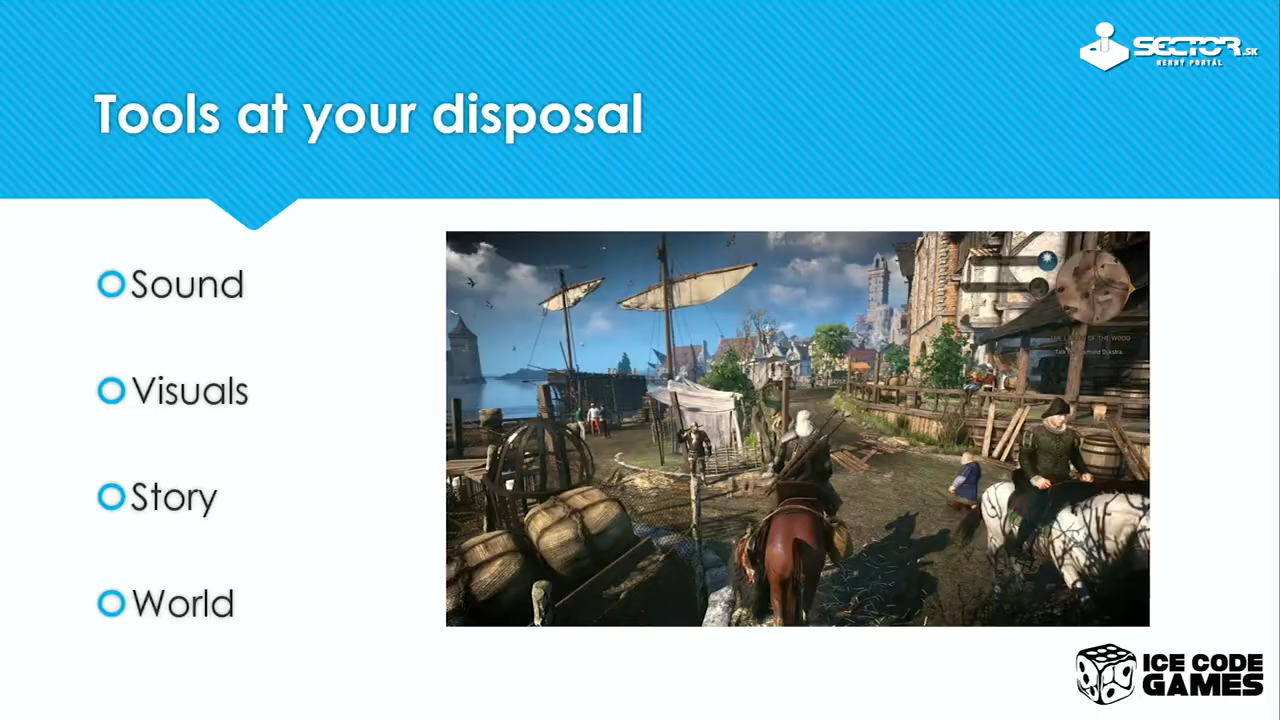 SECTOR.SK
HERNÝ PORTÁL
Tools at your disposal
Sound
Visuals
Story
World
ICE CODE
GAMES